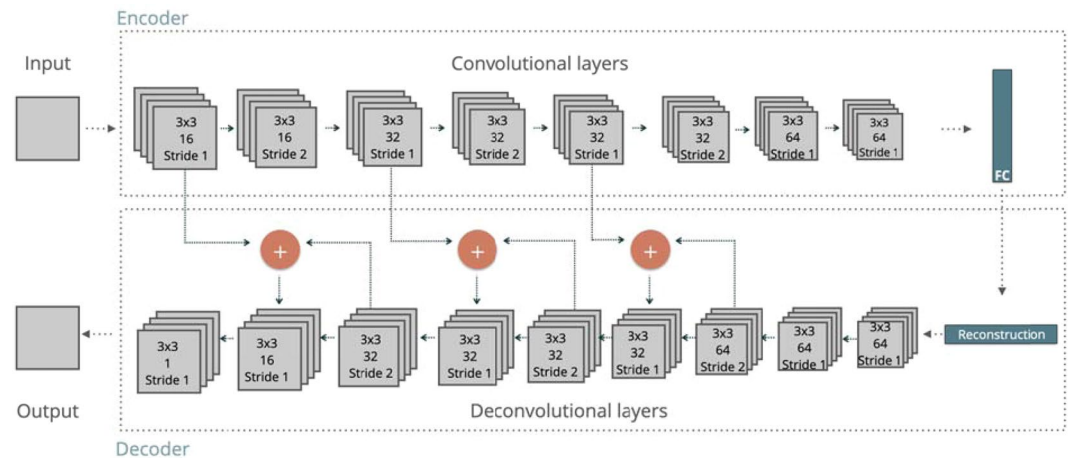 Encoder
Input
Convolutional layers
3x3
16
Stride 1
3x3
16
Stride 2
3x3
32
Stride 1
3x3
32
Stride 2
3x3
32
Stride 1
3x3
32
Stride 2
3x3
64
Stride 1
3x3
64
Stride 1
FC
+
+
+
3x3
1
Stride 1
3x3
16
Stride 1
3x3
32
Stride 2
3x3
32
Stride 1
3x3
32
Stride 2
3x3
32
Stride 1
3x3
64
Stride 2
3x3
64
Stride 1
3x3
64
Stride 1
Reconstruction
Output
Deconvolutional layers
Decoder